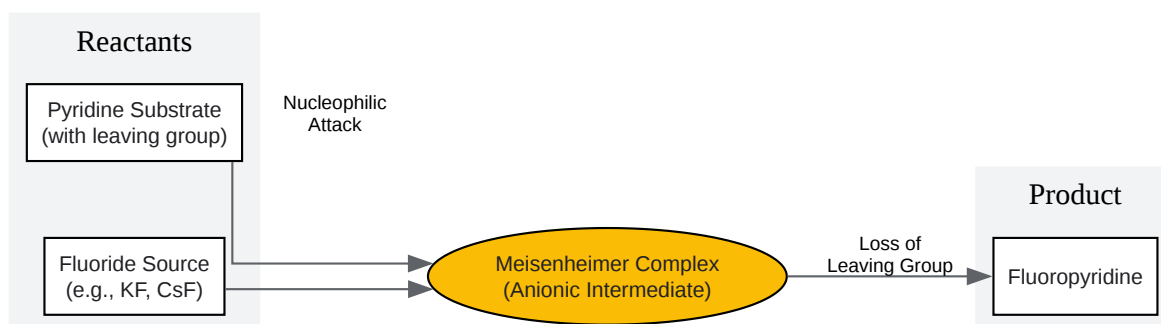 Reactants
Pyridine Substrate
(with leaving group)
Nucleophilic
Attack
Fluoride Source
(e.g., KF, CsF)
Meisenheimer Complex
(Anionic Intermediate)
Loss of
Leaving Group
Product
Fluoropyridine